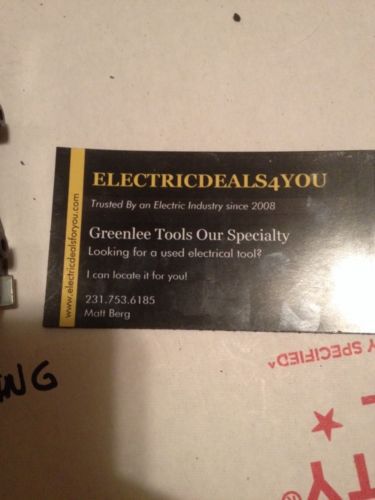 ELECTRICDEALS4YOU
Trusted By an Electric Industry since 2008
Greenlee Tools Our Specialty
Looking for a used electrical tool?
I can locate it for you!
231.753.6185
Matt Berg
www.electricdealsforyou.com
Y SPECIFIED^
ING
★
TY®